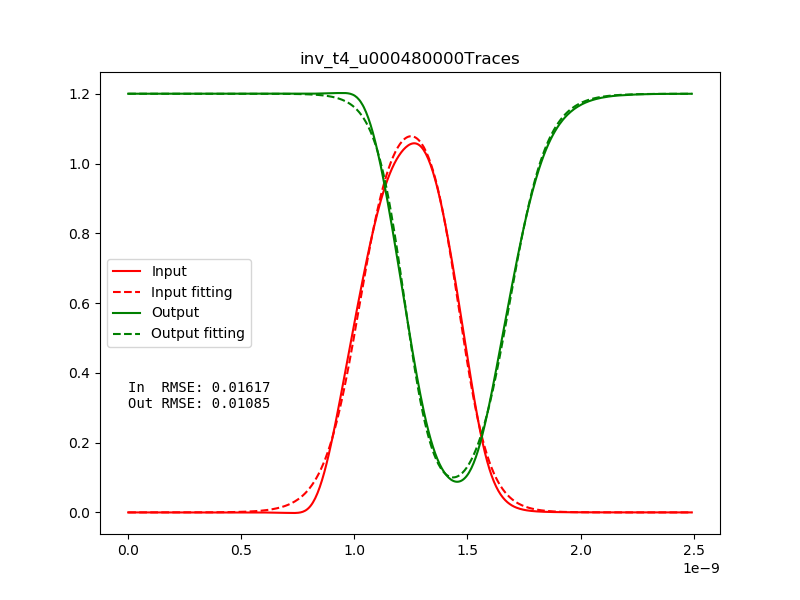 inv_t4_u000480000Traces
1.2
1.0
0.8
0.6
0.4
0.2
0.0
Input
Input fitting
Output
Output fitting
In  RMSE: 0.01617
Out RMSE: 0.01085
0.0 0.5 1.0 1.5 2.0 2.5
1e−9